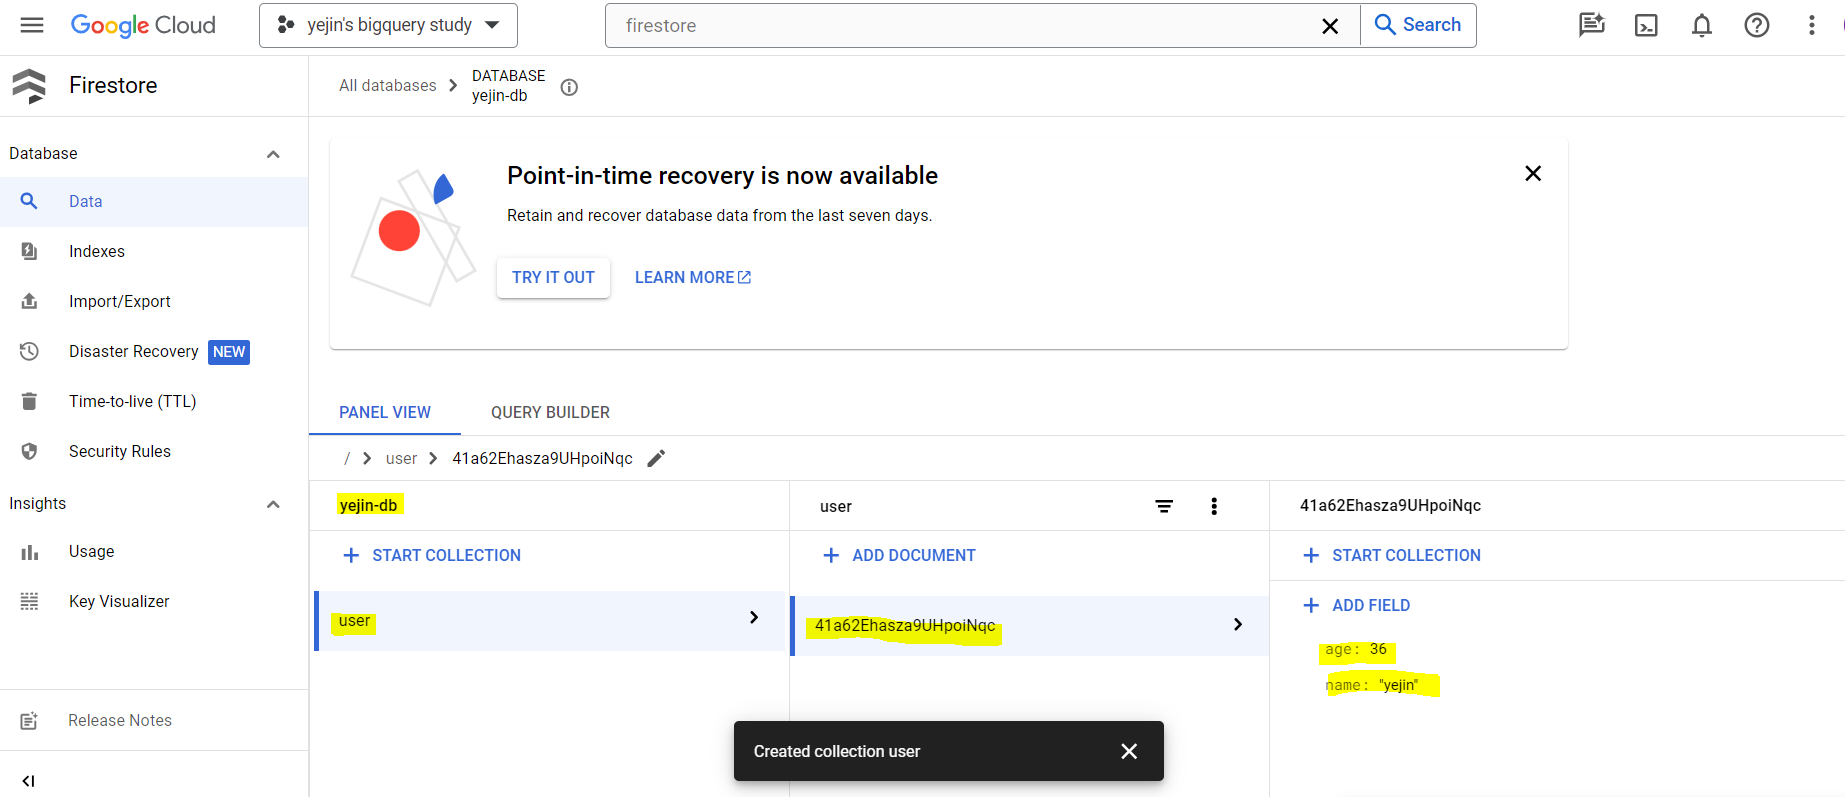 Google Cloud
yejin's bigquery study
firestore
Search
Firestore
All databases
DATABASE
yejin-db
Database
Data
Indexes
Import/Export
Disaster Recovery NEW
Time-to-live (TTL)
Security Rules
Insights
Usage
Key Visualizer
Release Notes
Point-in-time recovery is now available
Retain and recover database data from the last seven days.
TRY IT OUT
LEARN MORE
PANEL VIEW
QUERY BUILDER
/ > user > 41a62Ehasza9UHpoiNqc
yejin-db
+ START COLLECTION
user
user
+ ADD DOCUMENT
41a62Ehasza9UHpoiNqc
41a62Ehasza9UHpoiNqc
+ START COLLECTION
+ ADD FIELD
age: 36
name: "yejin"
Created collection user